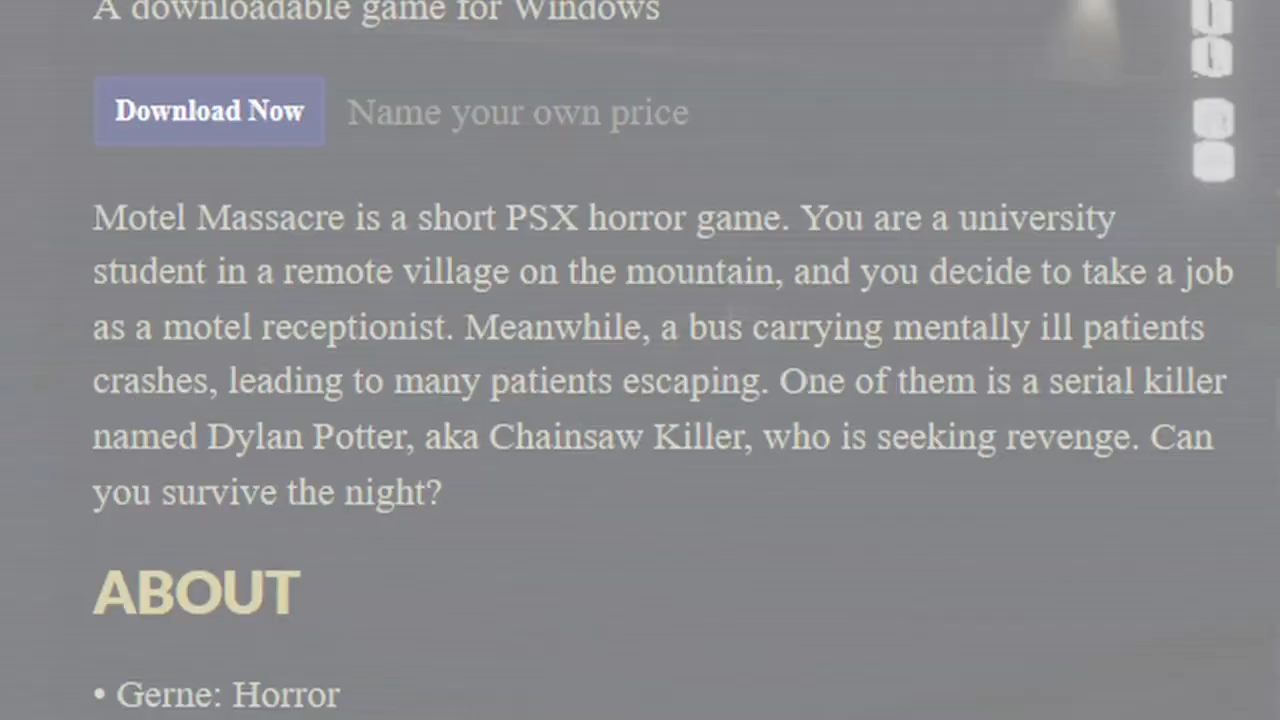 A downloadable game for Windows
Download Now Name your own price
Motel Massacre is a short PSX horror game. You are a university
student in a remote village on the mountain, and you decide to take a job
as a motel receptionist. Meanwhile, a bus carrying mentally ill patients
crashes, leading to many patients escaping. One of them is a serial killer
named Dylan Potter, aka Chainsaw Killer, who is seeking revenge. Can
you survive the night?
ABOUT
• Gerne: Horror